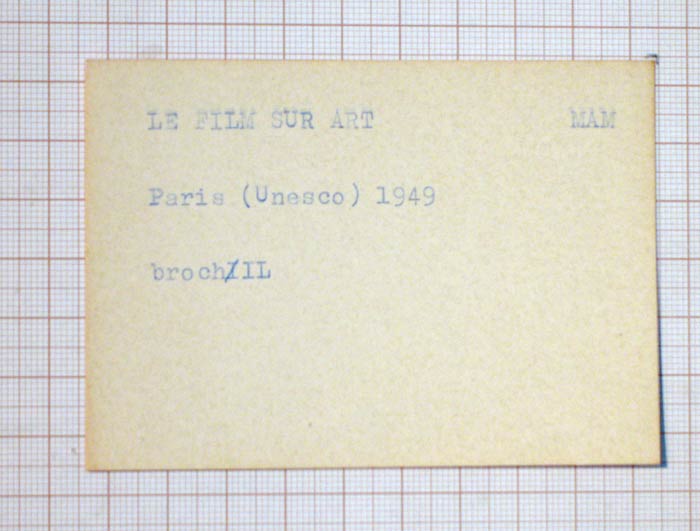 LE FILM SUR ART MAM
Paris (Unesco) 1949
broch/IL